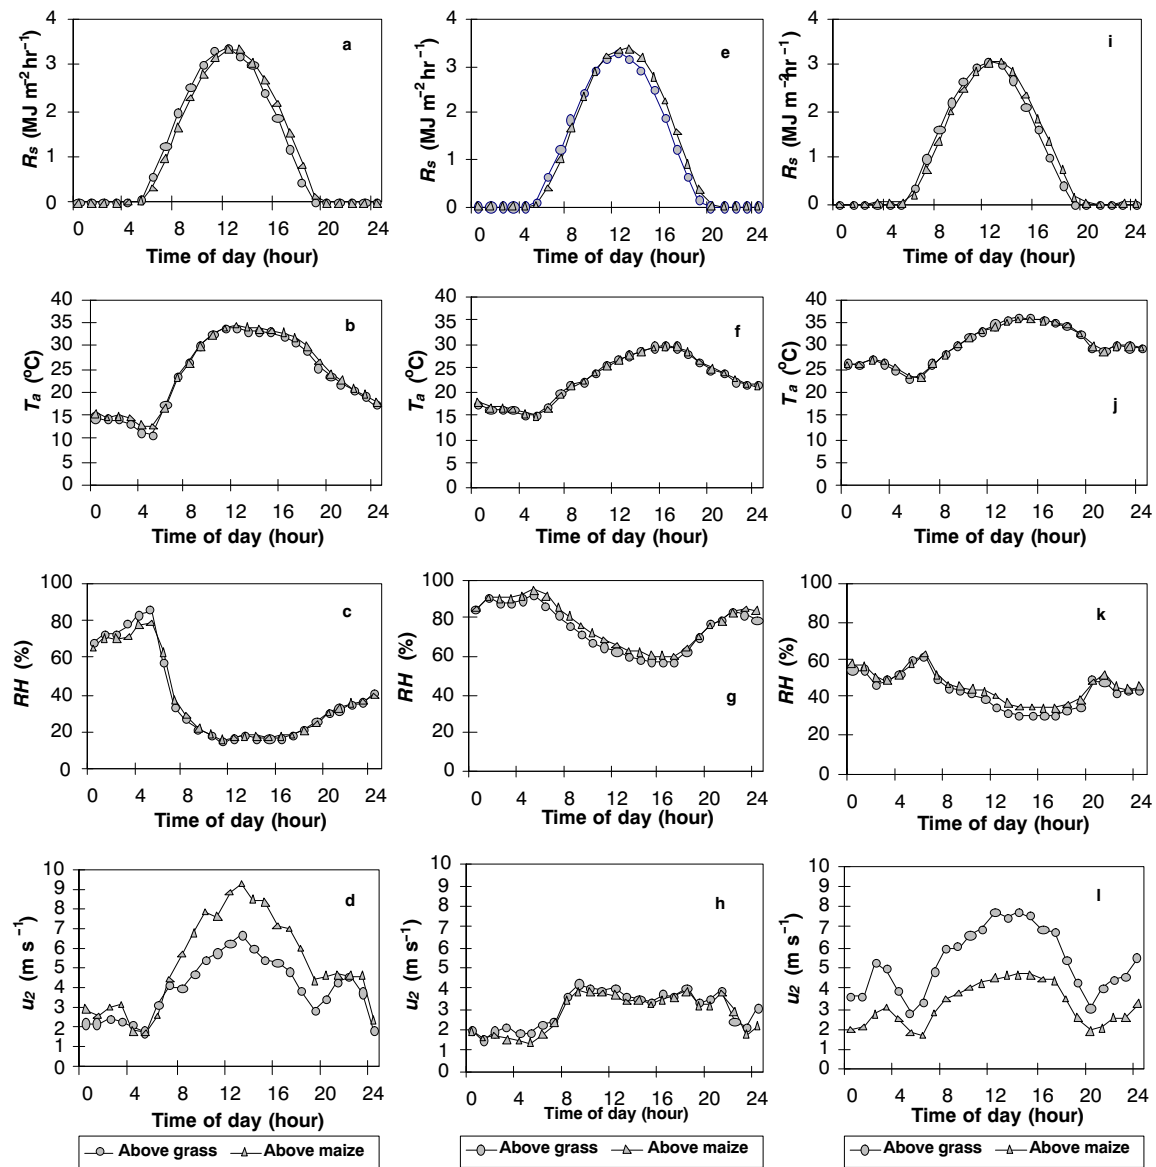 4 4 4
a e i
3 3 3
2 2 2
1 1 1
0 0 0
Rs (MJ m−2hr−1) Rs (MJ m−2hr−1) Rs (MJ m−2hr−1)
0 4 8 12 16 20 24 0 4 8 12 16 20 24 0 4 8 12 16 20 24
Time of day (hour) Time of day (hour) Time of day (hour)
40 40 40
35 35 35
b f
30 30 30
25 25 25
20 20 20
15 15 15
j
10 10 10
5 5 5
0 0 0
Ta (ºC) Ta (ºC) Ta (ºC)
0 4 8 12 16 20 24 0 4 8 12 16 20 24 0 4 8 12 16 20 24
Time of day (hour) Time of day (hour) Time of day (hour)
100 100 100
c k
80 80 80
60 60 60
g
40 40 40
20 20 20
0 0 0
RH (%) RH (%) RH (%)
0 4 8 12 16 20 24 0 4 8 12 16 20 24 0 4 8 12 16 20 24
Time of day (hour) Time of day (hour) Time of day (hour)
10 10 10
9 9 9
d h l
8 8 8
7 7 7
6 6 6
5 5 5
4 4 4
3 3 3
2 2 2
1 1 1
0 0 0
u2 (m s−1) u2 (m s−1) u2 (m s−1)
0 4 8 12 16 20 24 0 4 8 12 16 20 24 0 4 8 12 16 20 24
Time of day (hour) Time of day (hour) Time of day (hour)
Above grass Above maize Above grass Above maize Above grass Above maize